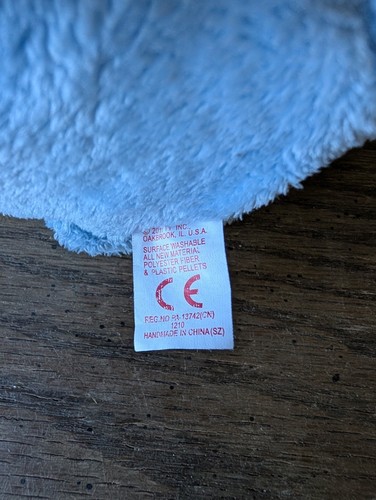 INC
OAKBROOK, IL. U.S.A.
SURFACE WASHABLE
ALL NEW MATERIAL
POLYESTER FIBER
& PLASTIC PELLETS
CE
REG.NO PA-13742(CN)
1210
HANDMADE IN CHINA(SZ)